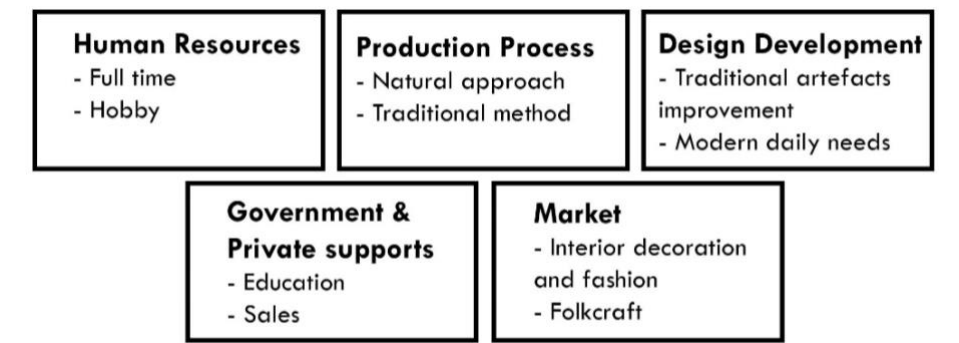 Human Resources
- Full time
- Hobby
Production Process
- Natural approach
- Traditional method
Design Development
- Traditional artefacts
improvement
- Modern daily needs
Government &
Private supports
- Education
- Sales
Market
- Interior decoration
and fashion
- Folkcraft